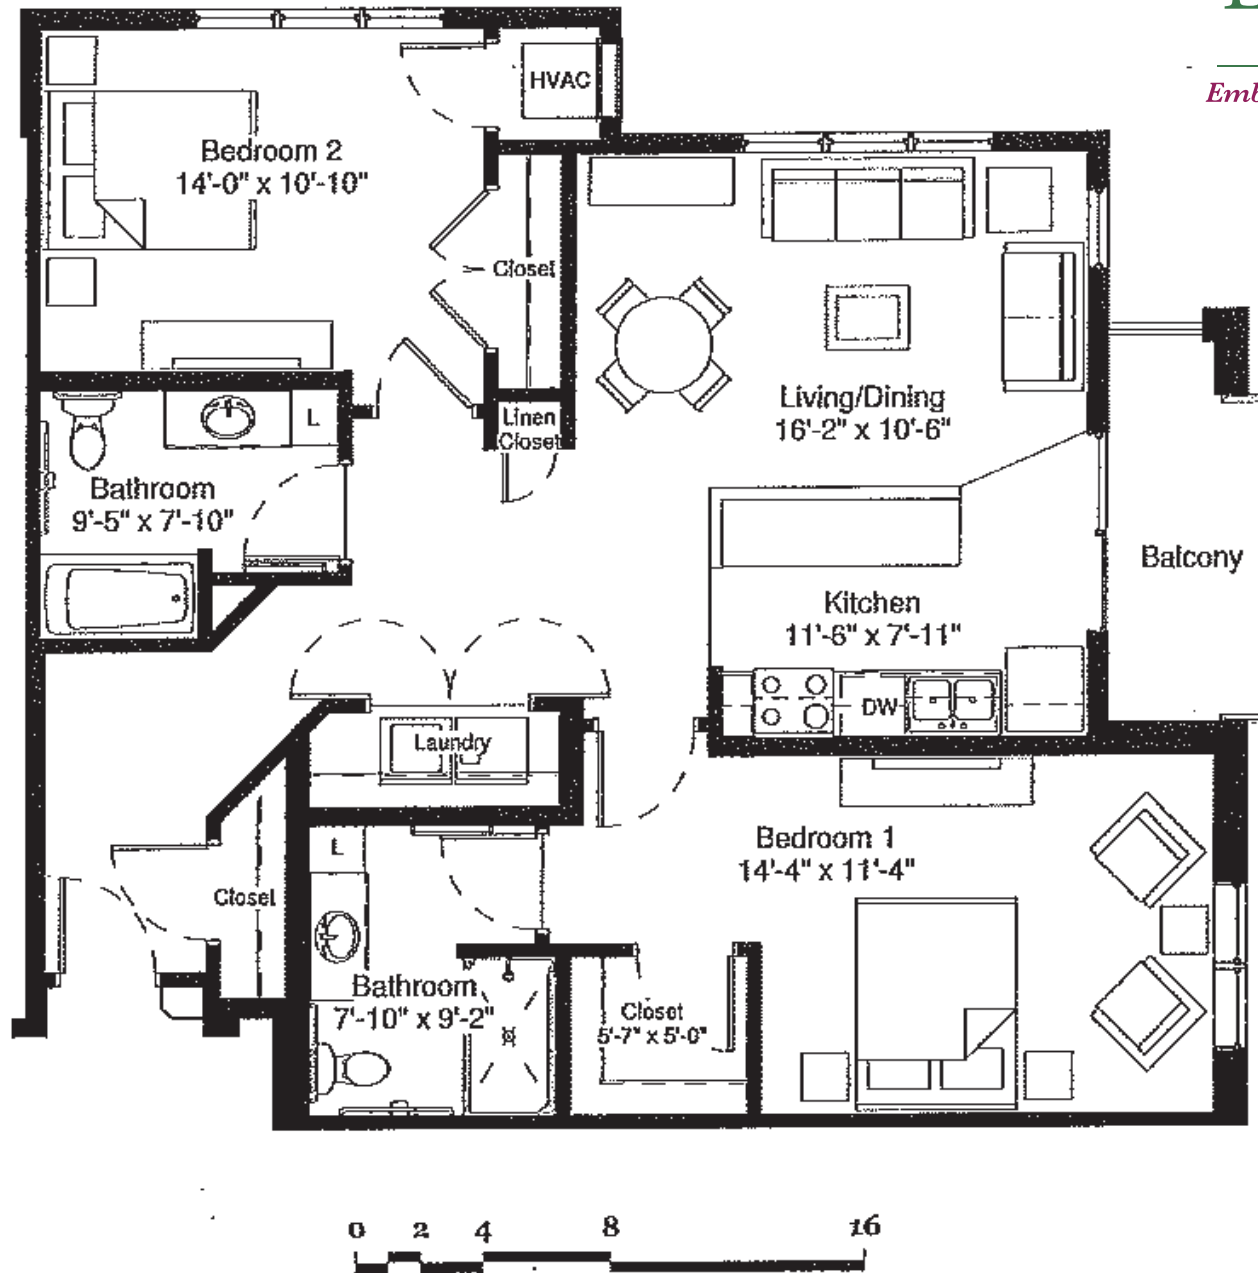 Emb
HVAC
Bedroom 2
14'-0" x 10'-10"
Closet
Living/Dining
16'-2" x 10'-6"
Linen
Closet
L
Bathroom
9'-5" x 7'-10"
Balcony
Kitchen
11'-6" x 7'-11"
DW
Laundry
Bedroom 1
14'-4" x 11'-4"
L
Closet
Bathroom
7'-10" x 9'-2"
Closet
5'-7" x 5'-0"
0 2 4 8 16